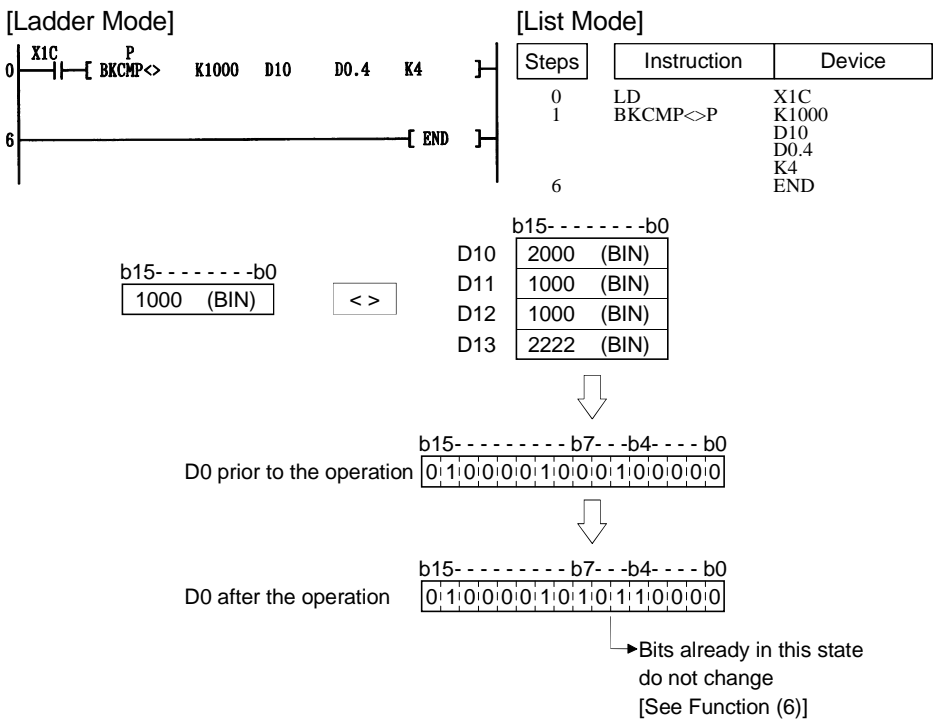 [Ladder Mode]
[List Mode]
0 X1C P BKCMP<> K1000 D10 D0.4 K4
6 END
Steps Instruction Device
0 LD X1C
1 BKCMP<>P K1000
D10
D0.4
K4
6 END
b15- - - - - - - -b0
1000 (BIN)
< >
b15- - - - - - - -b0
D10 2000 (BIN)
D11 1000 (BIN)
D12 1000 (BIN)
D13 2222 (BIN)
b15- - - - - - - - - b7- - -b4- - - - b0
D0 prior to the operation 0 1 0 0 0 0 1 0 0 0 1 0 0 0 0 0
b15- - - - - - - - - b7- - -b4- - - - b0
D0 after the operation 0 1 0 0 0 0 1 0 1 0 1 1 0 0 0 0
Bits already in this state
do not change
[See Function (6)]